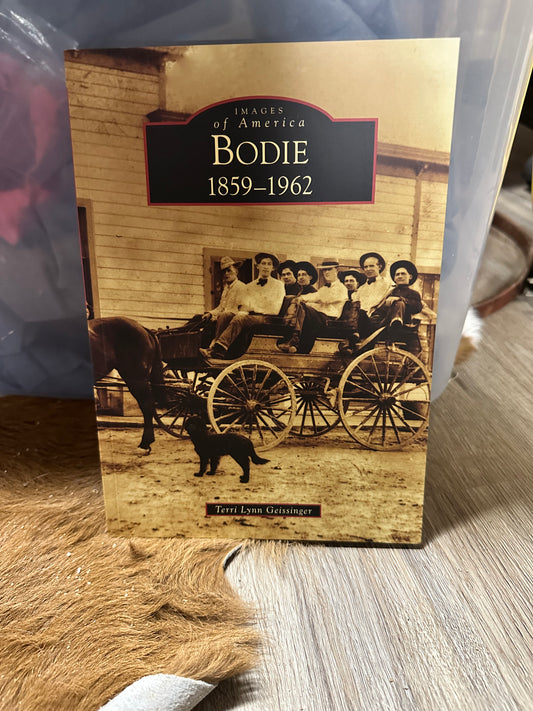 IMAGES
of America
BODIE
1859–1962
Terri Lynn Geissinger